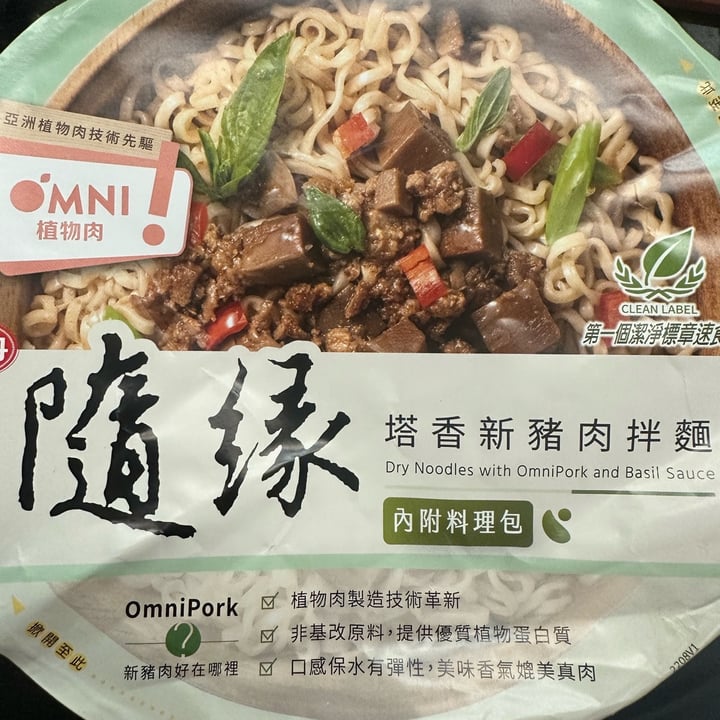 亞洲植物肉技術先驅
OMNI!
植物肉
CLEAN LABEL
第一個潔淨標章速食
隨緣
塔香新豬肉拌麵
Dry Noodles with OmniPork and Basil Sauce
內附料理包
OmniPork
?
新豬肉好在哪裡
☑ 植物肉製造技術革新
☑ 非基改原料,提供優質植物蛋白質
☑ 口感保水有彈性,美味香氣媲美真肉
掀開至此
2208V1